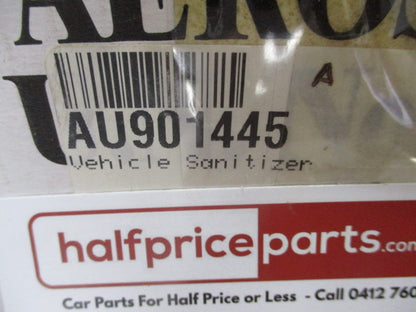 A
AU901445
Vehicle Sanitizer
halfpriceparts.com
Car Parts For Half Price or Less - Call 0412 760